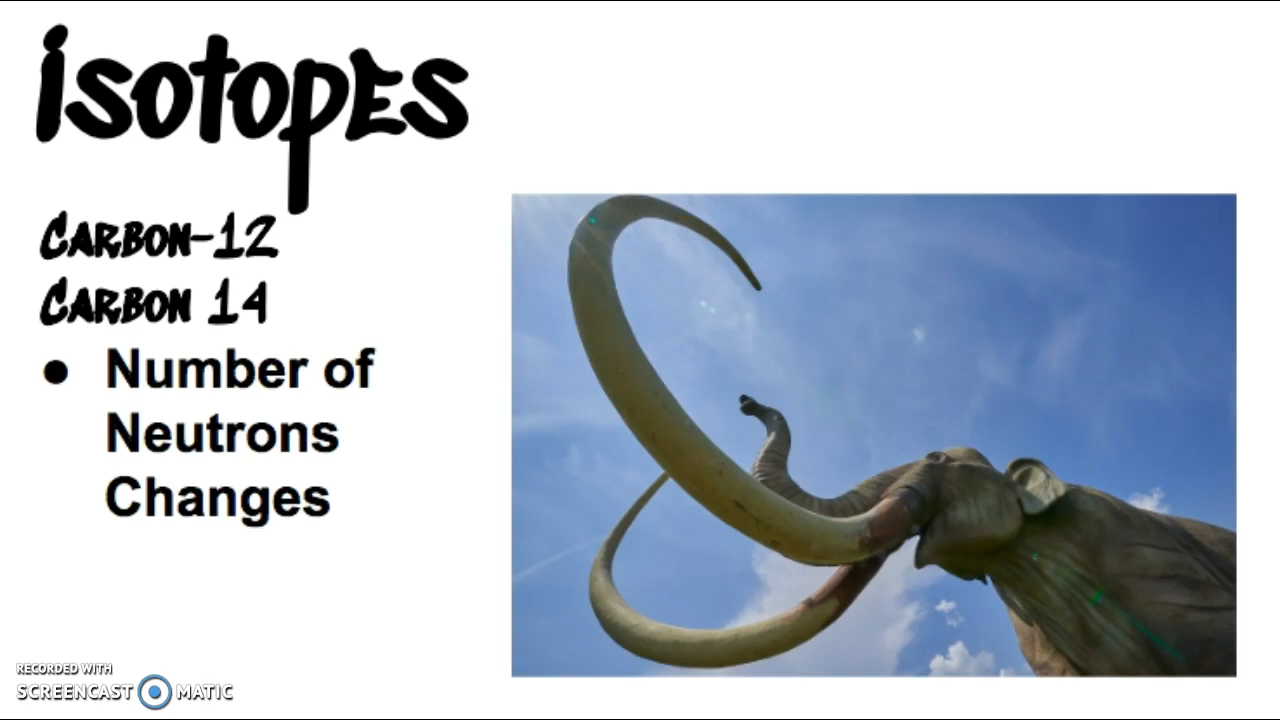 isotopEs
CARBON-12
CARBON 14
● Number of
Neutrons
Changes
RECORDED WITH
SCREENCAST MATIC